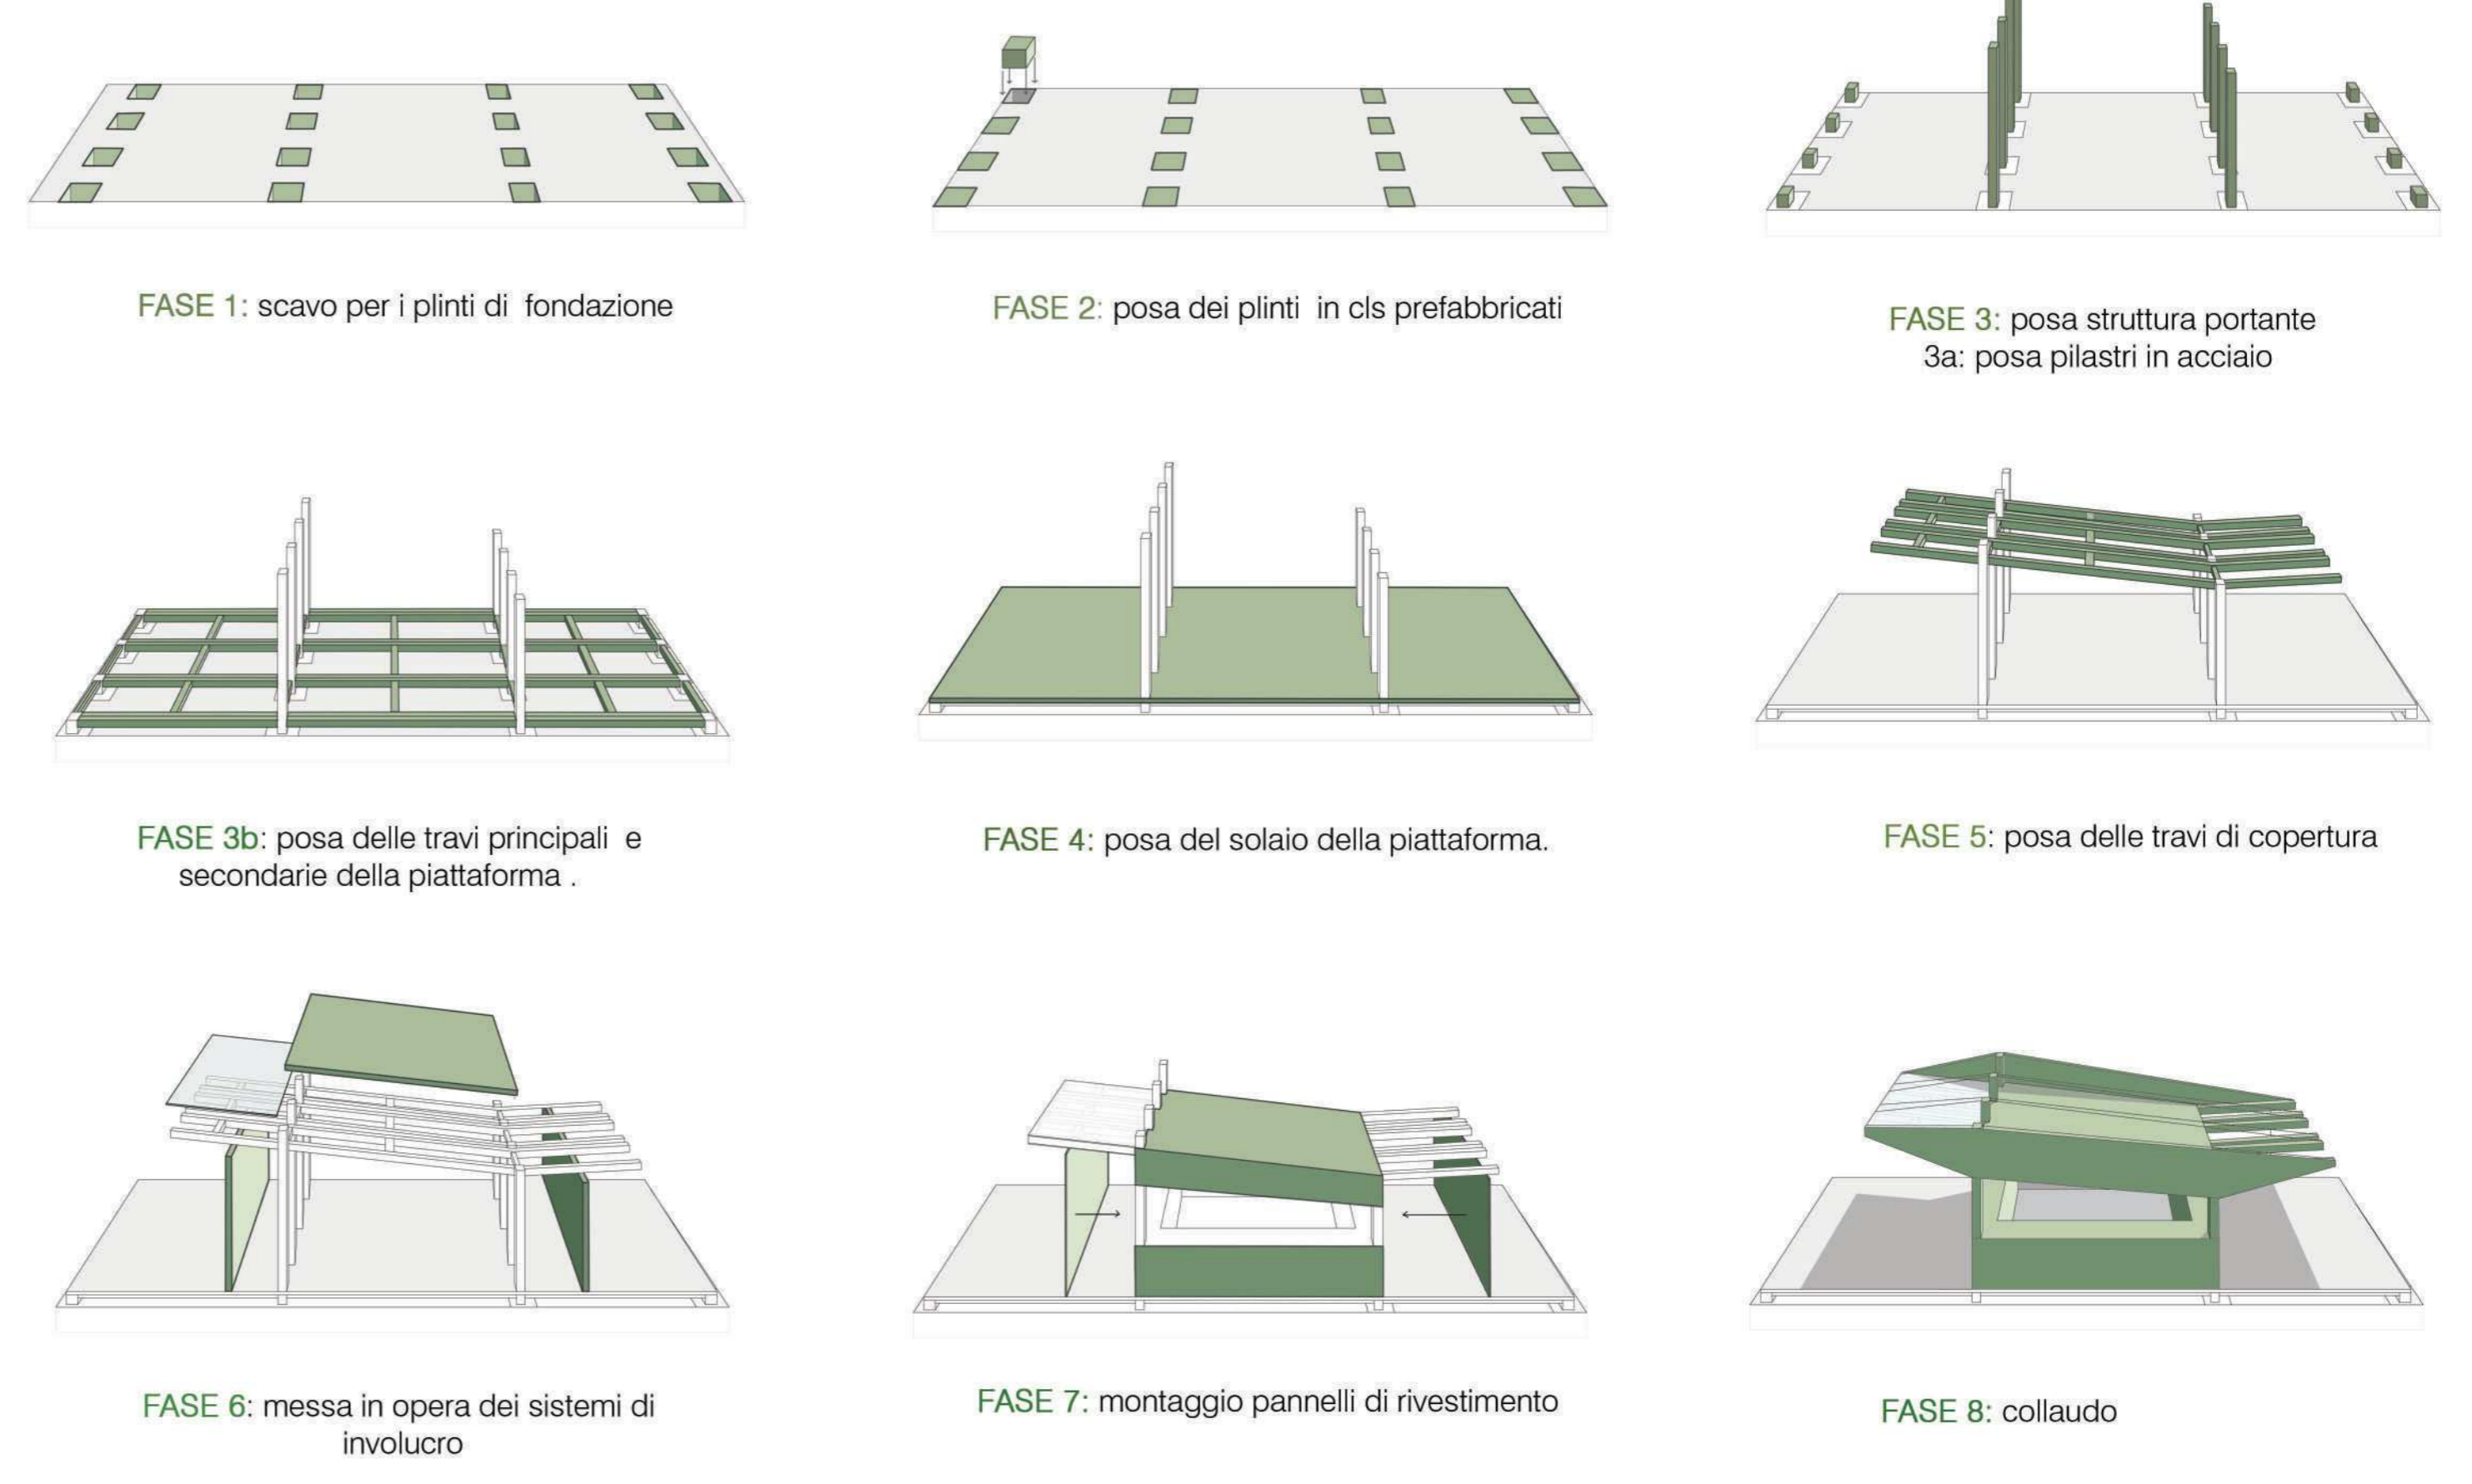 FASE 1: scavo per i plinti di fondazione
FASE 2: posa dei plinti in cls prefabbricati
FASE 3: posa struttura portante
3a: posa pilastri in acciaio
FASE 3b: posa delle travi principali e
secondarie della piattaforma .
FASE 4: posa del solaio della piattaforma.
FASE 5: posa delle travi di copertura
FASE 6: messa in opera dei sistemi di
involucro
FASE 7: montaggio pannelli di rivestimento
FASE 8: collaudo